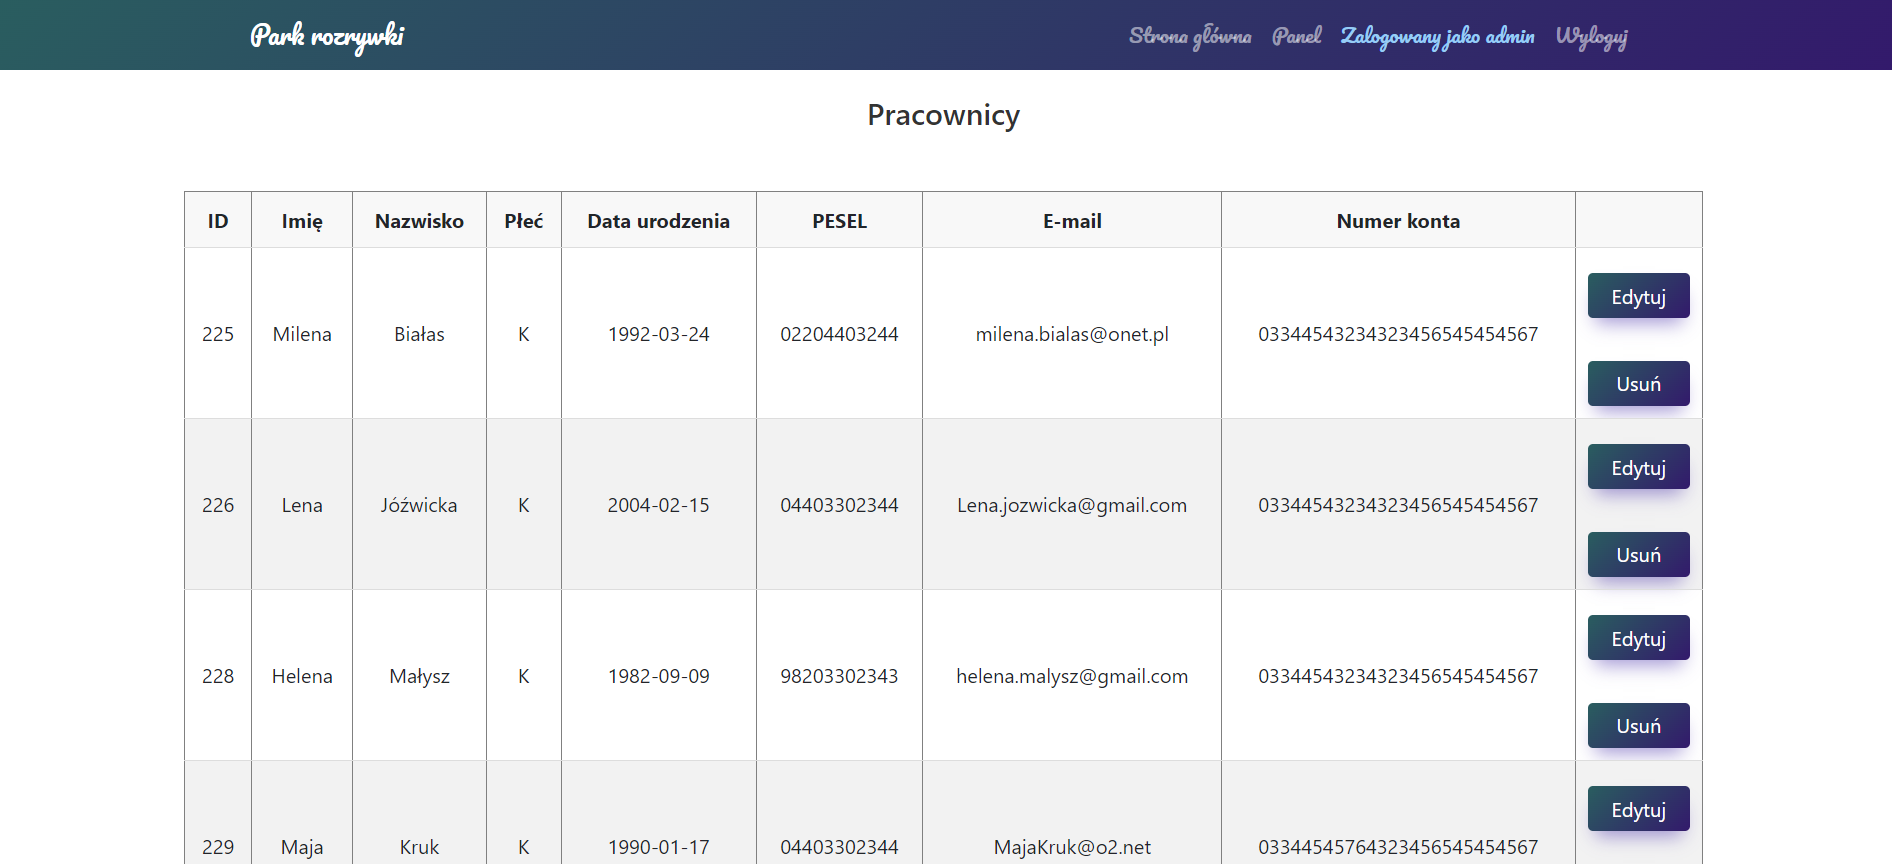 Park rozrywki Strona główna Panel Zalogowany jako admin Wyloguj
Pracownicy
ID Imię Nazwisko Płeć Data urodzenia PESEL E-mail Numer konta
Edytuj
225 Milena Białas K 1992-03-24 02204403244 milena.bialas@onet.pl 03344543234323456545454567
Usuń
Edytuj
226 Lena Jóźwicka K 2004-02-15 04403302344 Lena.jozwicka@gmail.com 03344543234323456545454567
Usuń
Edytuj
228 Helena Małysz K 1982-09-09 98203302343 helena.malysz@gmail.com 03344543234323456545454567
Usuń
Edytuj
229 Maja Kruk K 1990-01-17 04403302344 MajaKruk@o2.net 03344545764323456545454567